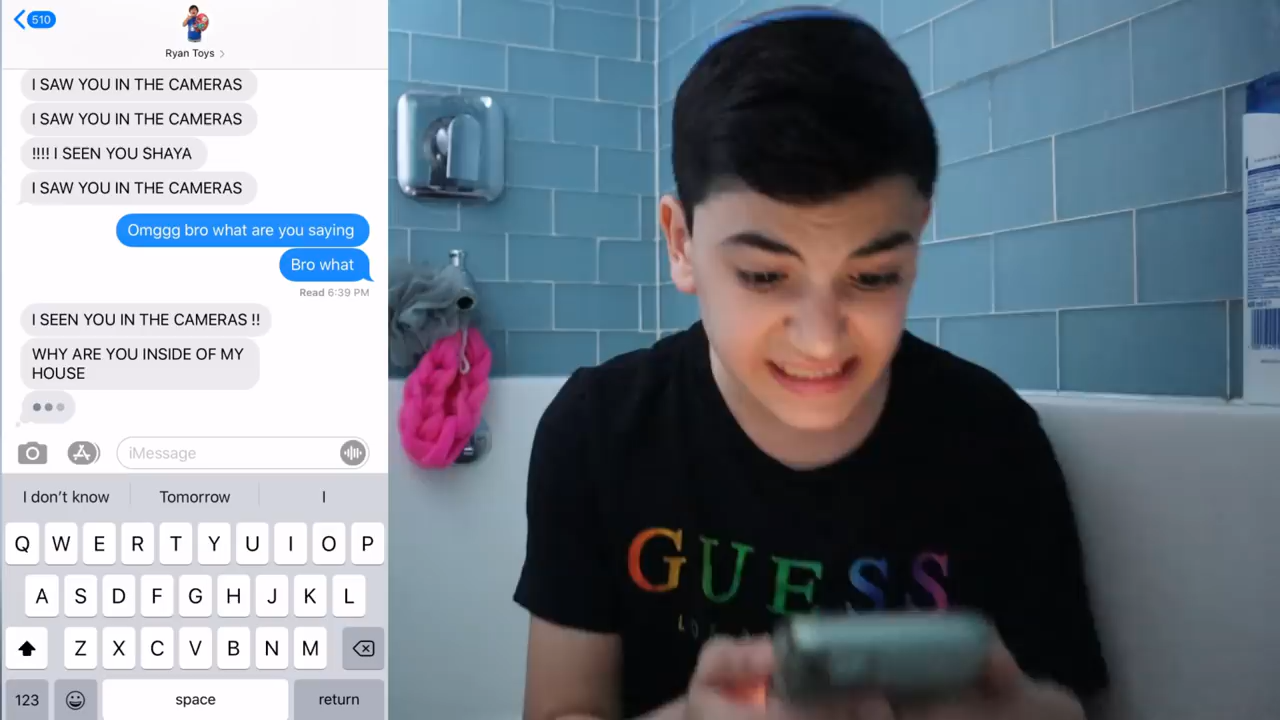 510
Ryan Toys
I SAW YOU IN THE CAMERAS
I SAW YOU IN THE CAMERAS
!!!! I SEEN YOU SHAYA
I SAW YOU IN THE CAMERAS
Omggg bro what are you saying
Bro what
Read 6:39 PM
I SEEN YOU IN THE CAMERAS !!
WHY ARE YOU INSIDE OF MY
HOUSE
iMessage
I don't know Tomorrow I
Q W E R T Y U I O P
A S D F G H J K L
Z X C V B N M
123 space return
GUESS